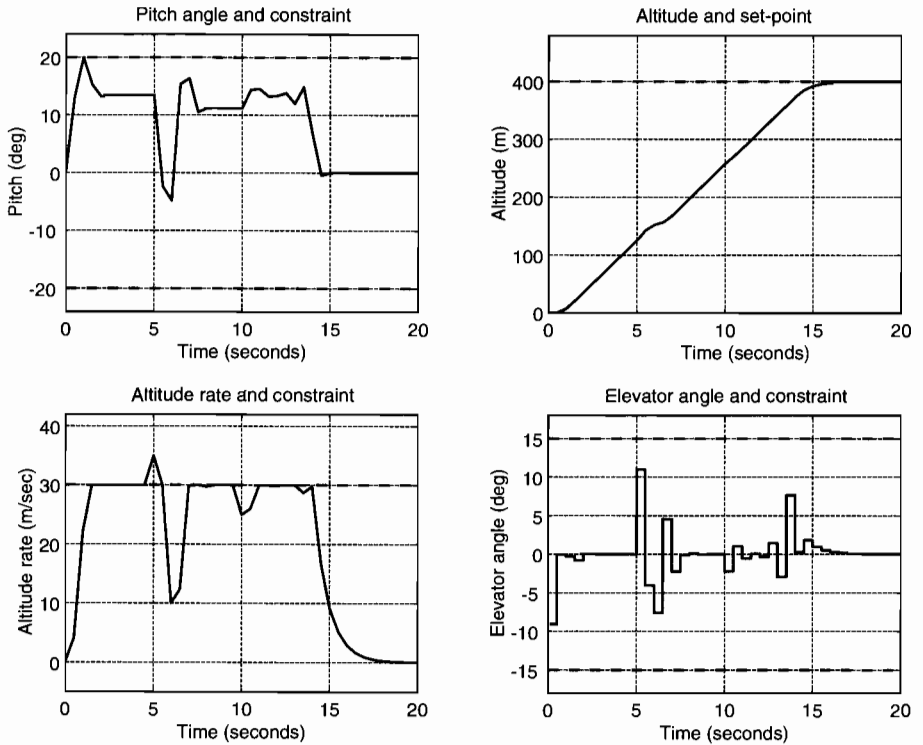 Pitch angle and constraint
20
10
0
-10
-20
Pitch (deg)
0 5 10 15 20
Time (seconds)
Altitude and set-point
400
300
200
100
0
Altitude (m)
0 5 10 15 20
Time (seconds)
Altitude rate and constraint
40
30
20
10
0
Altitude rate (m/sec)
0 5 10 15 20
Time (seconds)
Elevator angle and constraint
15
10
5
0
-5
-10
-15
Elevator angle (deg)
0 5 10 15 20
Time (seconds)